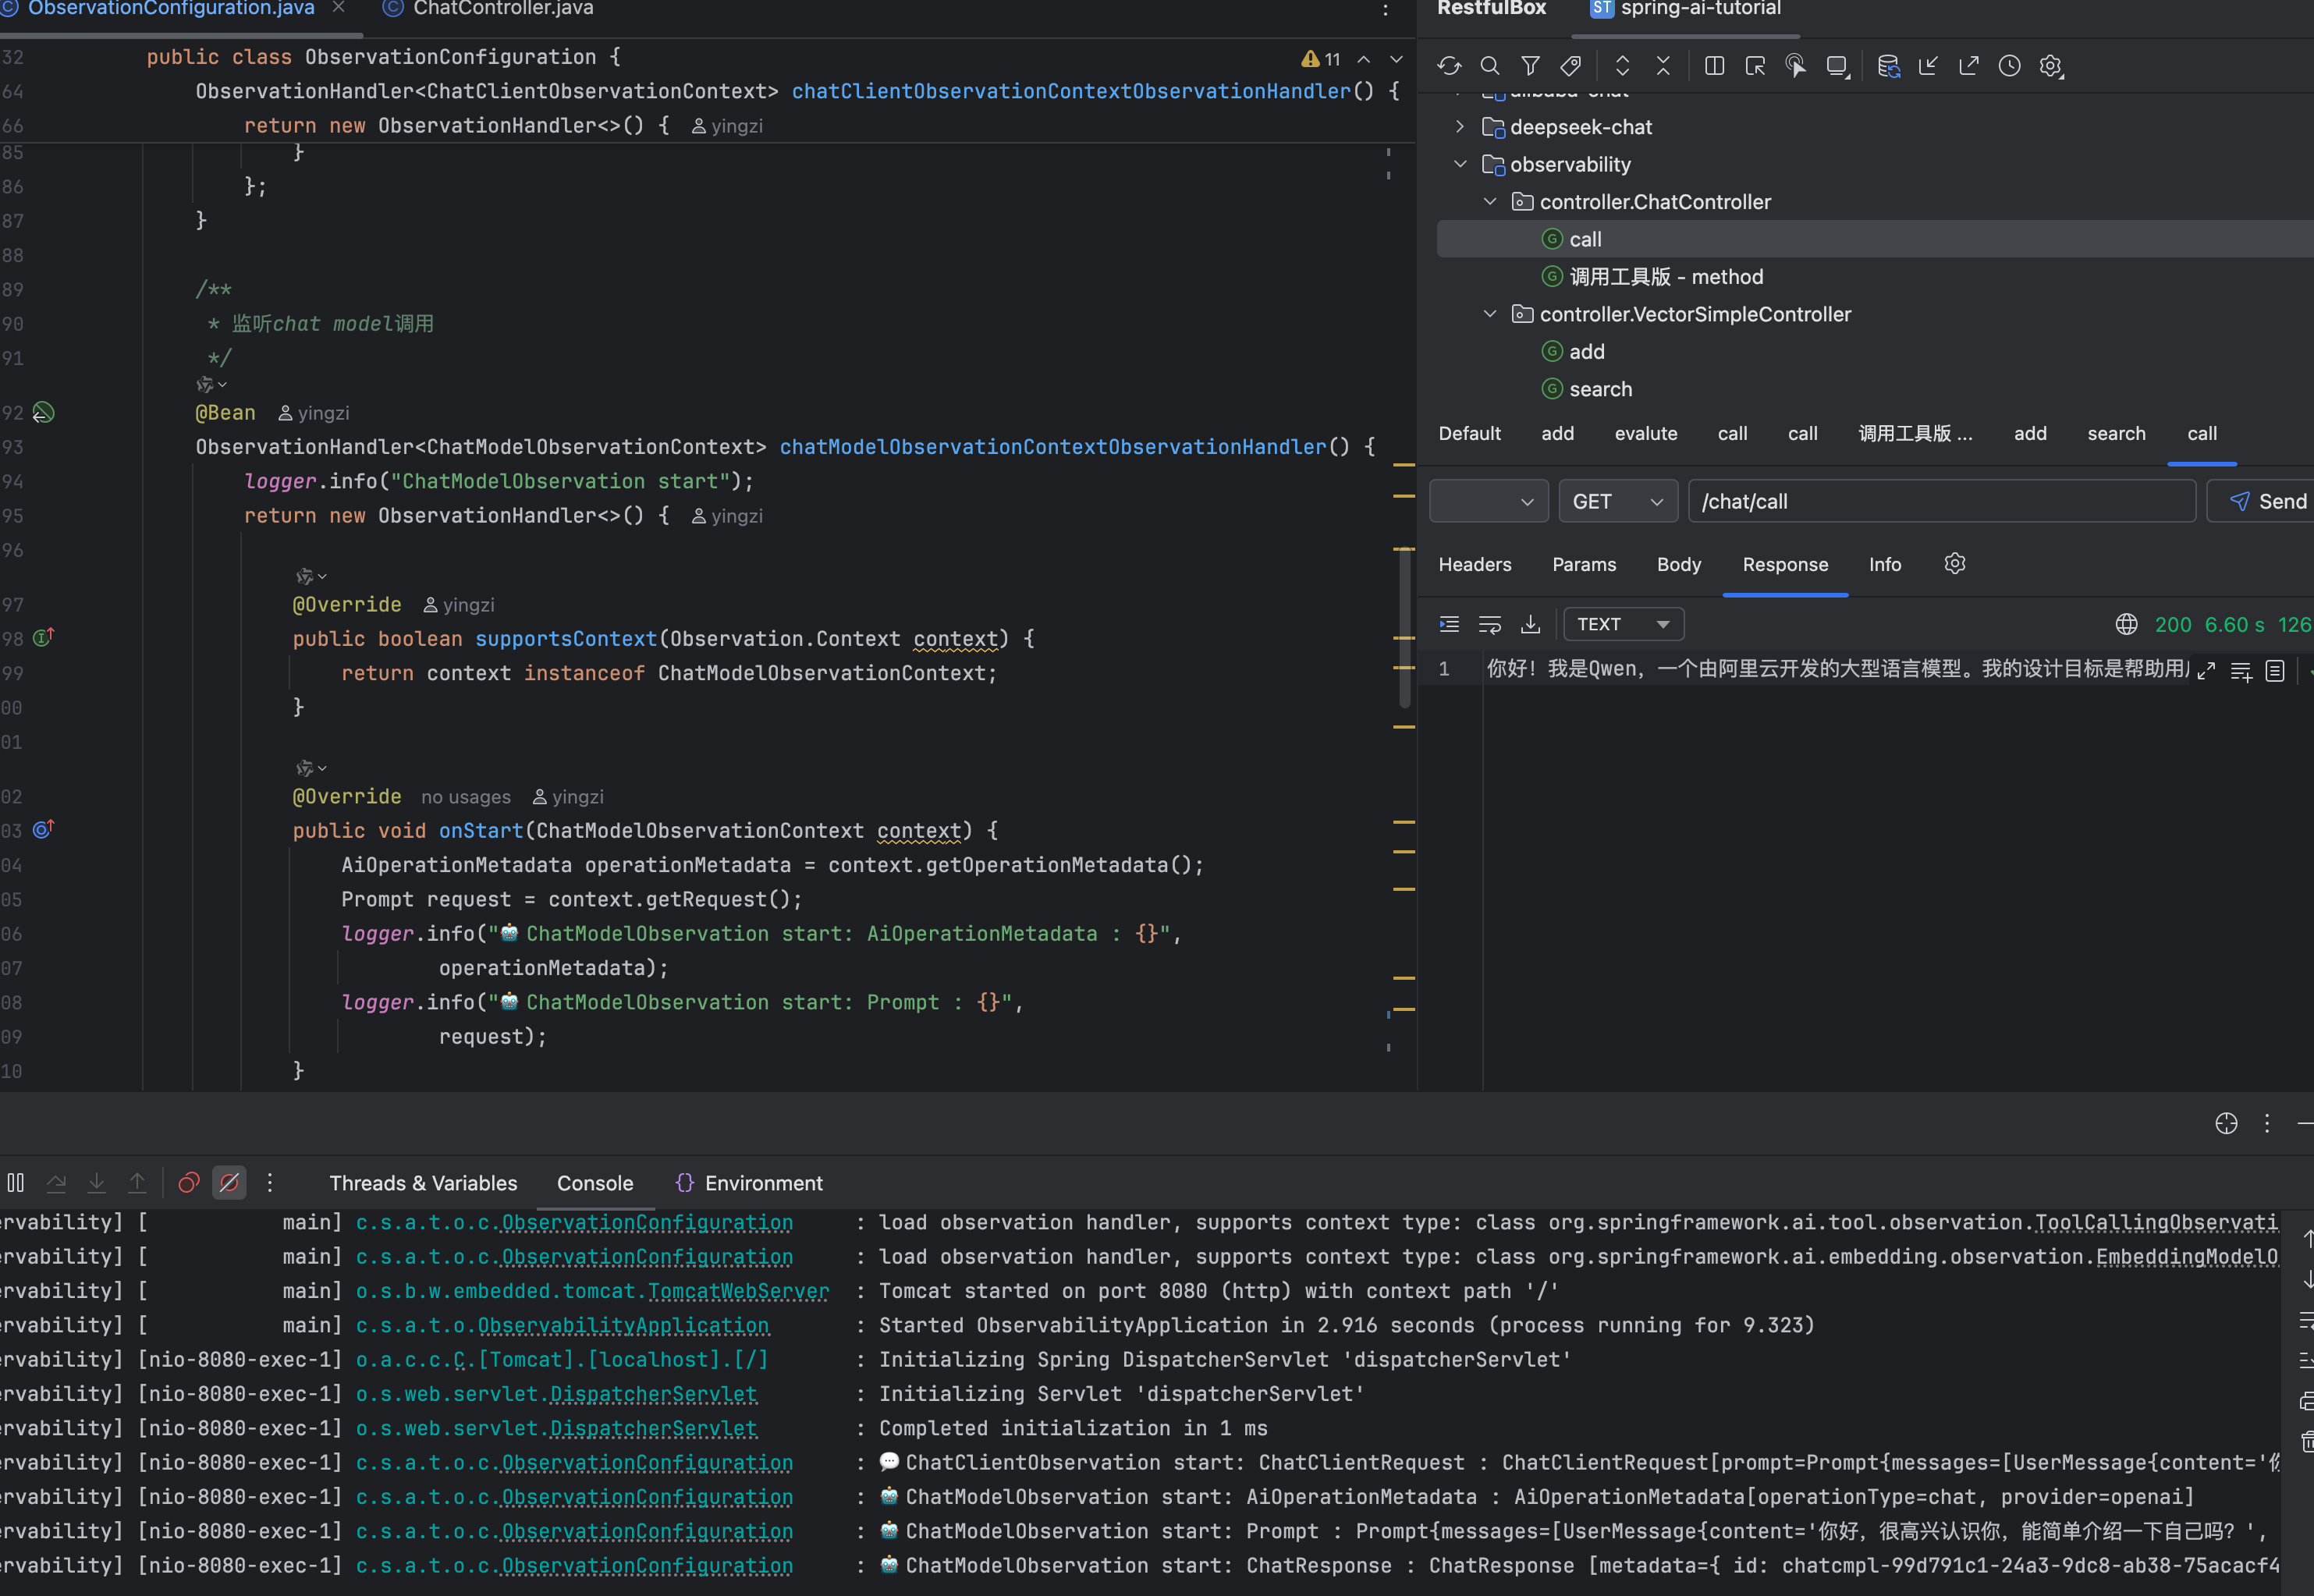 ObservationConfiguration.java
ChatController.java
32 public class ObservationConfiguration {
11
64 ObservationHandler<ChatClientObservationContext> chatClientObservationContextObservationHandler() {
66 return new ObservationHandler<>() { yingzi
85 }
86 };
87 }
88
89 /**
90 * 监听chat model调用
91 */
92 @Bean yingzi
93 ObservationHandler<ChatModelObservationContext> chatModelObservationContextObservationHandler() {
94 logger.info("ChatModelObservation start");
95 return new ObservationHandler<>() { yingzi
96
97 @Override yingzi
98 public boolean supportsContext(Observation.Context context) {
99 return context instanceof ChatModelObservationContext;
00 }
01
02 @Override no usages yingzi
03 public void onStart(ChatModelObservationContext context) {
04 AiOperationMetadata operationMetadata = context.getOperationMetadata();
05 Prompt request = context.getRequest();
06 logger.info("🤖ChatModelObservation start: AiOperationMetadata : {}",
07 operationMetadata);
08 logger.info("🤖ChatModelObservation start: Prompt : {}",
09 request);
10 }
RestfulBox ST spring-ai-tutorial
alibaba-chat
deepseek-chat
observability
controller.ChatController
G call
G 调用工具版 - method
controller.VectorSimpleController
G add
G search
Default add evalute call call 调用工具版 ... add search call
GET /chat/call Send
Headers Params Body Response Info
TEXT 200 6.60 s 126
1 你好！我是Qwen，一个由阿里云开发的大型语言模型。我的设计目标是帮助用
Threads & Variables Console {} Environment
ervability] [ main] c.s.a.t.o.c.ObservationConfiguration : load observation handler, supports context type: class org.springframework.ai.tool.observation.ToolCallingObservati
ervability] [ main] c.s.a.t.o.c.ObservationConfiguration : load observation handler, supports context type: class org.springframework.ai.embedding.observation.EmbeddingModelO
ervability] [ main] o.s.b.w.embedded.tomcat.TomcatWebServer : Tomcat started on port 8080 (http) with context path '/'
ervability] [ main] c.s.a.t.o.ObservabilityApplication : Started ObservabilityApplication in 2.916 seconds (process running for 9.323)
ervability] [nio-8080-exec-1] o.a.c.c.C.[Tomcat].[localhost].[/] : Initializing Spring DispatcherServlet 'dispatcherServlet'
ervability] [nio-8080-exec-1] o.s.web.servlet.DispatcherServlet : Initializing Servlet 'dispatcherServlet'
ervability] [nio-8080-exec-1] o.s.web.servlet.DispatcherServlet : Completed initialization in 1 ms
ervability] [nio-8080-exec-1] c.s.a.t.o.c.ObservationConfiguration : 💬ChatClientObservation start: ChatClientRequest : ChatClientRequest[prompt=Prompt{messages=[UserMessage{content='你
ervability] [nio-8080-exec-1] c.s.a.t.o.c.ObservationConfiguration : 🤖ChatModelObservation start: AiOperationMetadata : AiOperationMetadata[operationType=chat, provider=openai]
ervability] [nio-8080-exec-1] c.s.a.t.o.c.ObservationConfiguration : 🤖ChatModelObservation start: Prompt : Prompt{messages=[UserMessage{content='你好，很高兴认识你，能简单介绍一下自己吗？',
ervability] [nio-8080-exec-1] c.s.a.t.o.c.ObservationConfiguration : 🤖ChatModelObservation start: ChatResponse : ChatResponse [metadata={ id: chatcmpl-99d791c1-24a3-9dc8-ab38-75acacf4